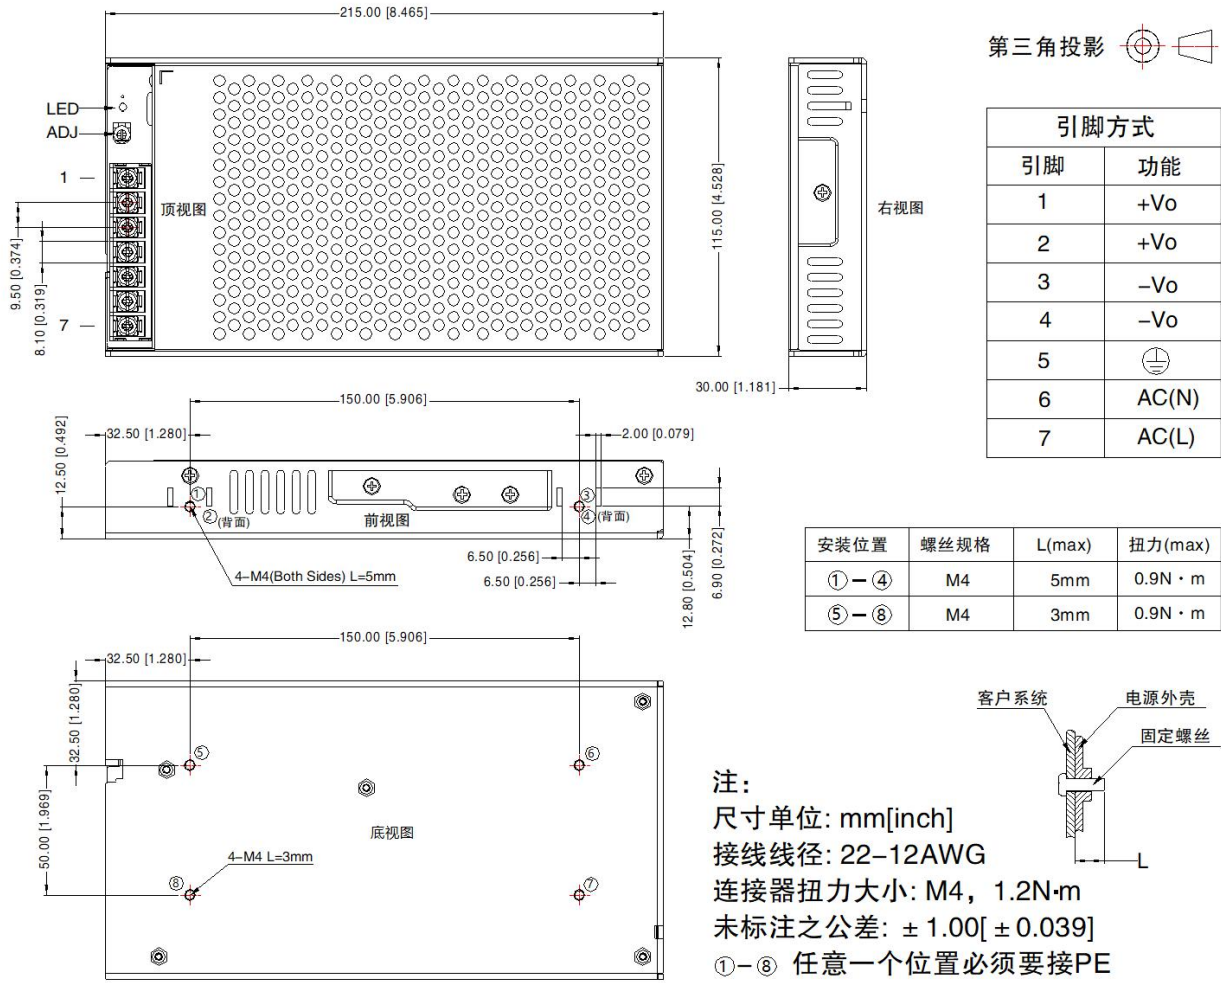 215.00 [8.465]
第三角投影
LED
ADJ
1
7
顶视图
9.50 [0.374]
8.10 [0.319]
115.00 [4.528]
右视图
30.00 [1.181]
引脚方式
引脚 功能
1 +Vo
2 +Vo
3 −Vo
4 −Vo
5
6 AC(N)
7 AC(L)
150.00 [5.906]
32.50 [1.280]
2.00 [0.079]
12.50 [0.492]
①
②(背面)
前视图
③
④(背面)
6.50 [0.256]
6.50 [0.256]
4−M4(Both Sides) L=5mm
12.80 [0.504]
6.90 [0.272]
安装位置 螺丝规格 L(max) 扭力(max)
①−④ M4 5mm 0.9N·m
⑤−⑧ M4 3mm 0.9N·m
150.00 [5.906]
32.50 [1.280]
32.50 [1.280]
50.00 [1.969]
⑤
⑥
底视图
4−M4 L=3mm
⑧
⑦
客户系统
电源外壳
固定螺丝
L
注：
尺寸单位: mm[inch]
接线线径: 22−12AWG
连接器扭力大小: M4，1.2N·m
未标注之公差: ±1.00[±0.039]
①−⑧ 任意一个位置必须要接PE